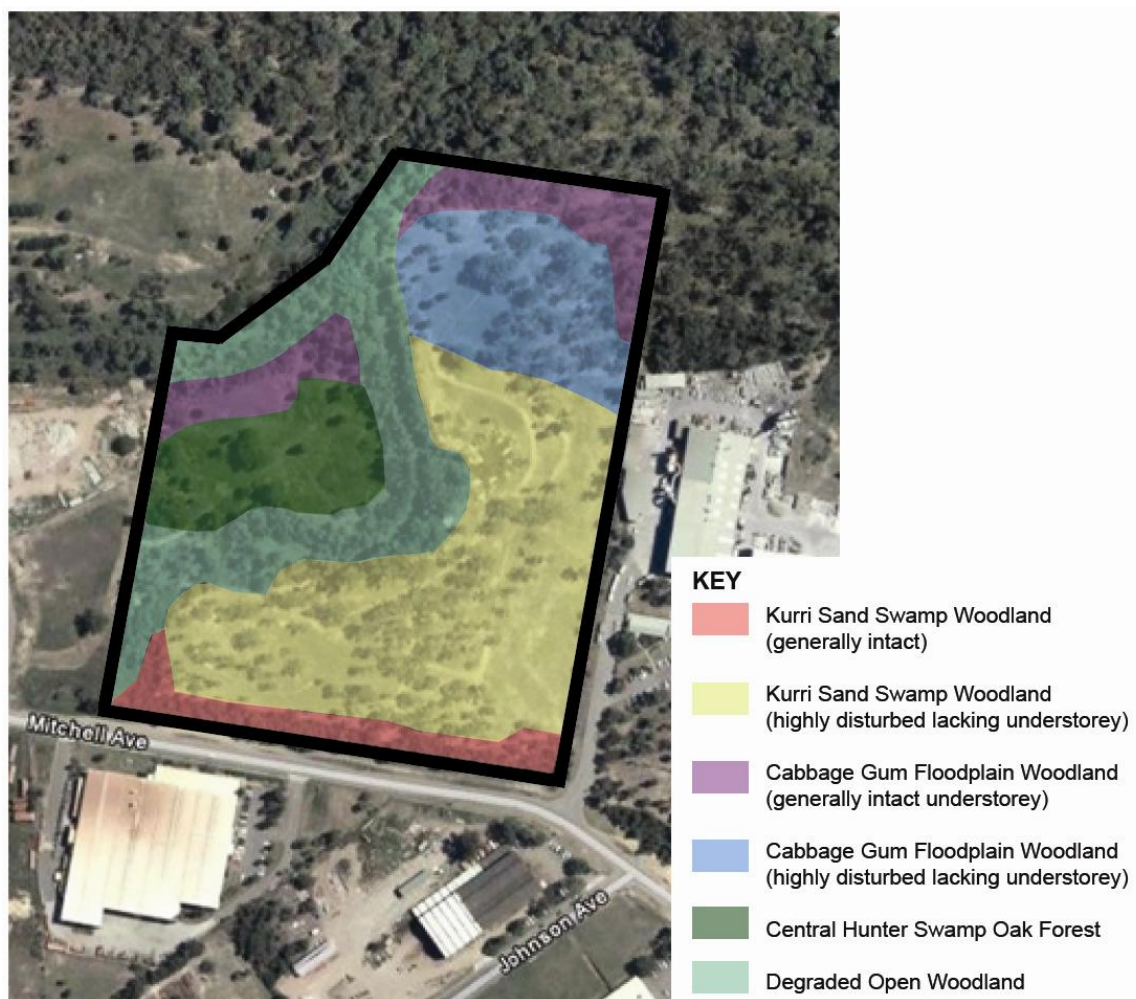 KEY
Kurri Sand Swamp Woodland
(generally intact)
Kurri Sand Swamp Woodland
(highly disturbed lacking understorey)
Mitchell Ave
Cabbage Gum Floodplain Woodland
(generally intact understorey)
Cabbage Gum Floodplain Woodland
(highly disturbed lacking understorey)
Johnson Ave
Central Hunter Swamp Oak Forest
Degraded Open Woodland